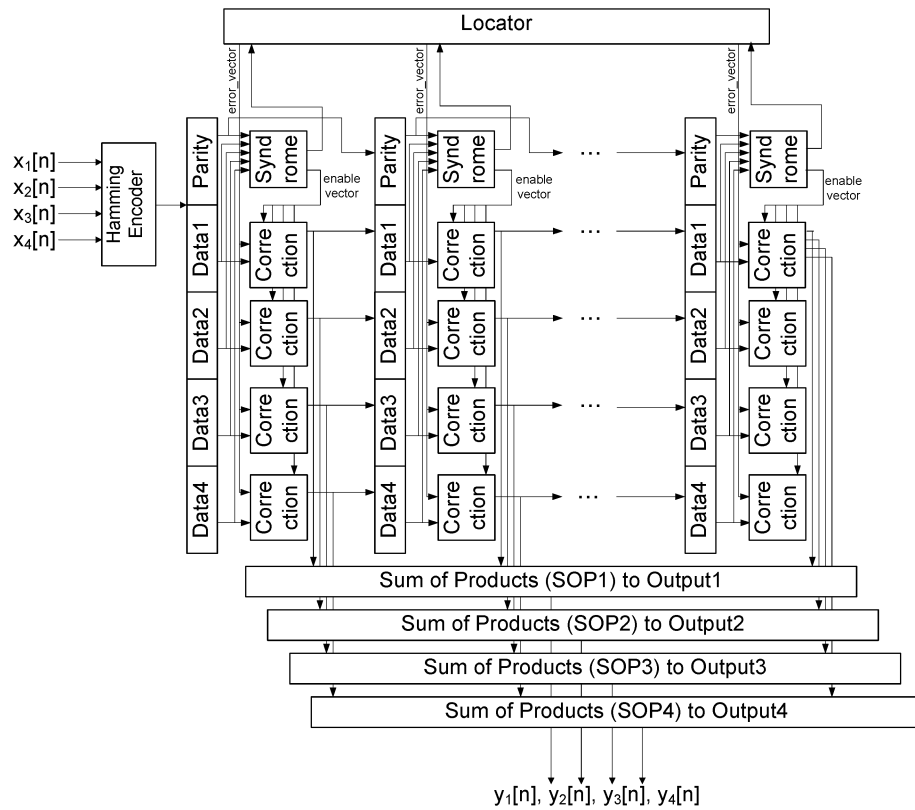 Locator
error_vector
error_vector
error_vector
x1[n]
x2[n]
x3[n]
x4[n]
Hamming
Encoder
Parity
Data1
Data2
Data3
Data4
Synd
rome
enable
vector
Corre
ction
Corre
ction
Corre
ction
Corre
ction
Parity
Data1
Data2
Data3
Data4
Synd
rome
enable
vector
Corre
ction
Corre
ction
Corre
ction
Corre
ction
...
...
...
...
...
Parity
Data1
Data2
Data3
Data4
Synd
rome
enable
vector
Corre
ction
Corre
ction
Corre
ction
Corre
ction
Sum of Products (SOP1) to Output1
Sum of Products (SOP2) to Output2
Sum of Products (SOP3) to Output3
Sum of Products (SOP4) to Output4
y1[n], y2[n], y3[n], y4[n]